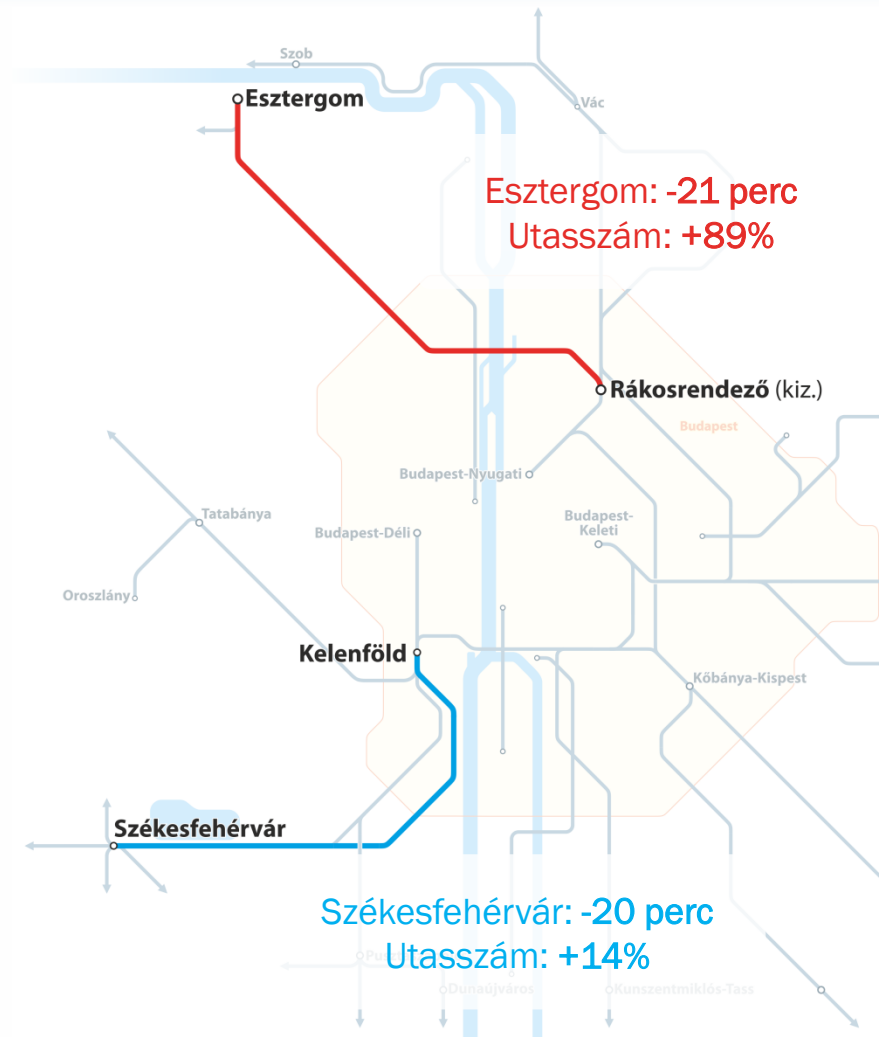 Szob
Esztergom
Vác
Esztergom: -21 perc
Utasszám: +89%
Rákosrendező (kiz.)
Budapest
Budapest-Nyugati
Tatabánya
Budapest-
Keleti
Budapest-Déli
Oroszlány
Kelenföld
Kőbánya-Kispest
Székesfehérvár
Székesfehérvár: -20 perc
Utasszám: +14%
Dunaújváros
Kunszentmiklós-Tass